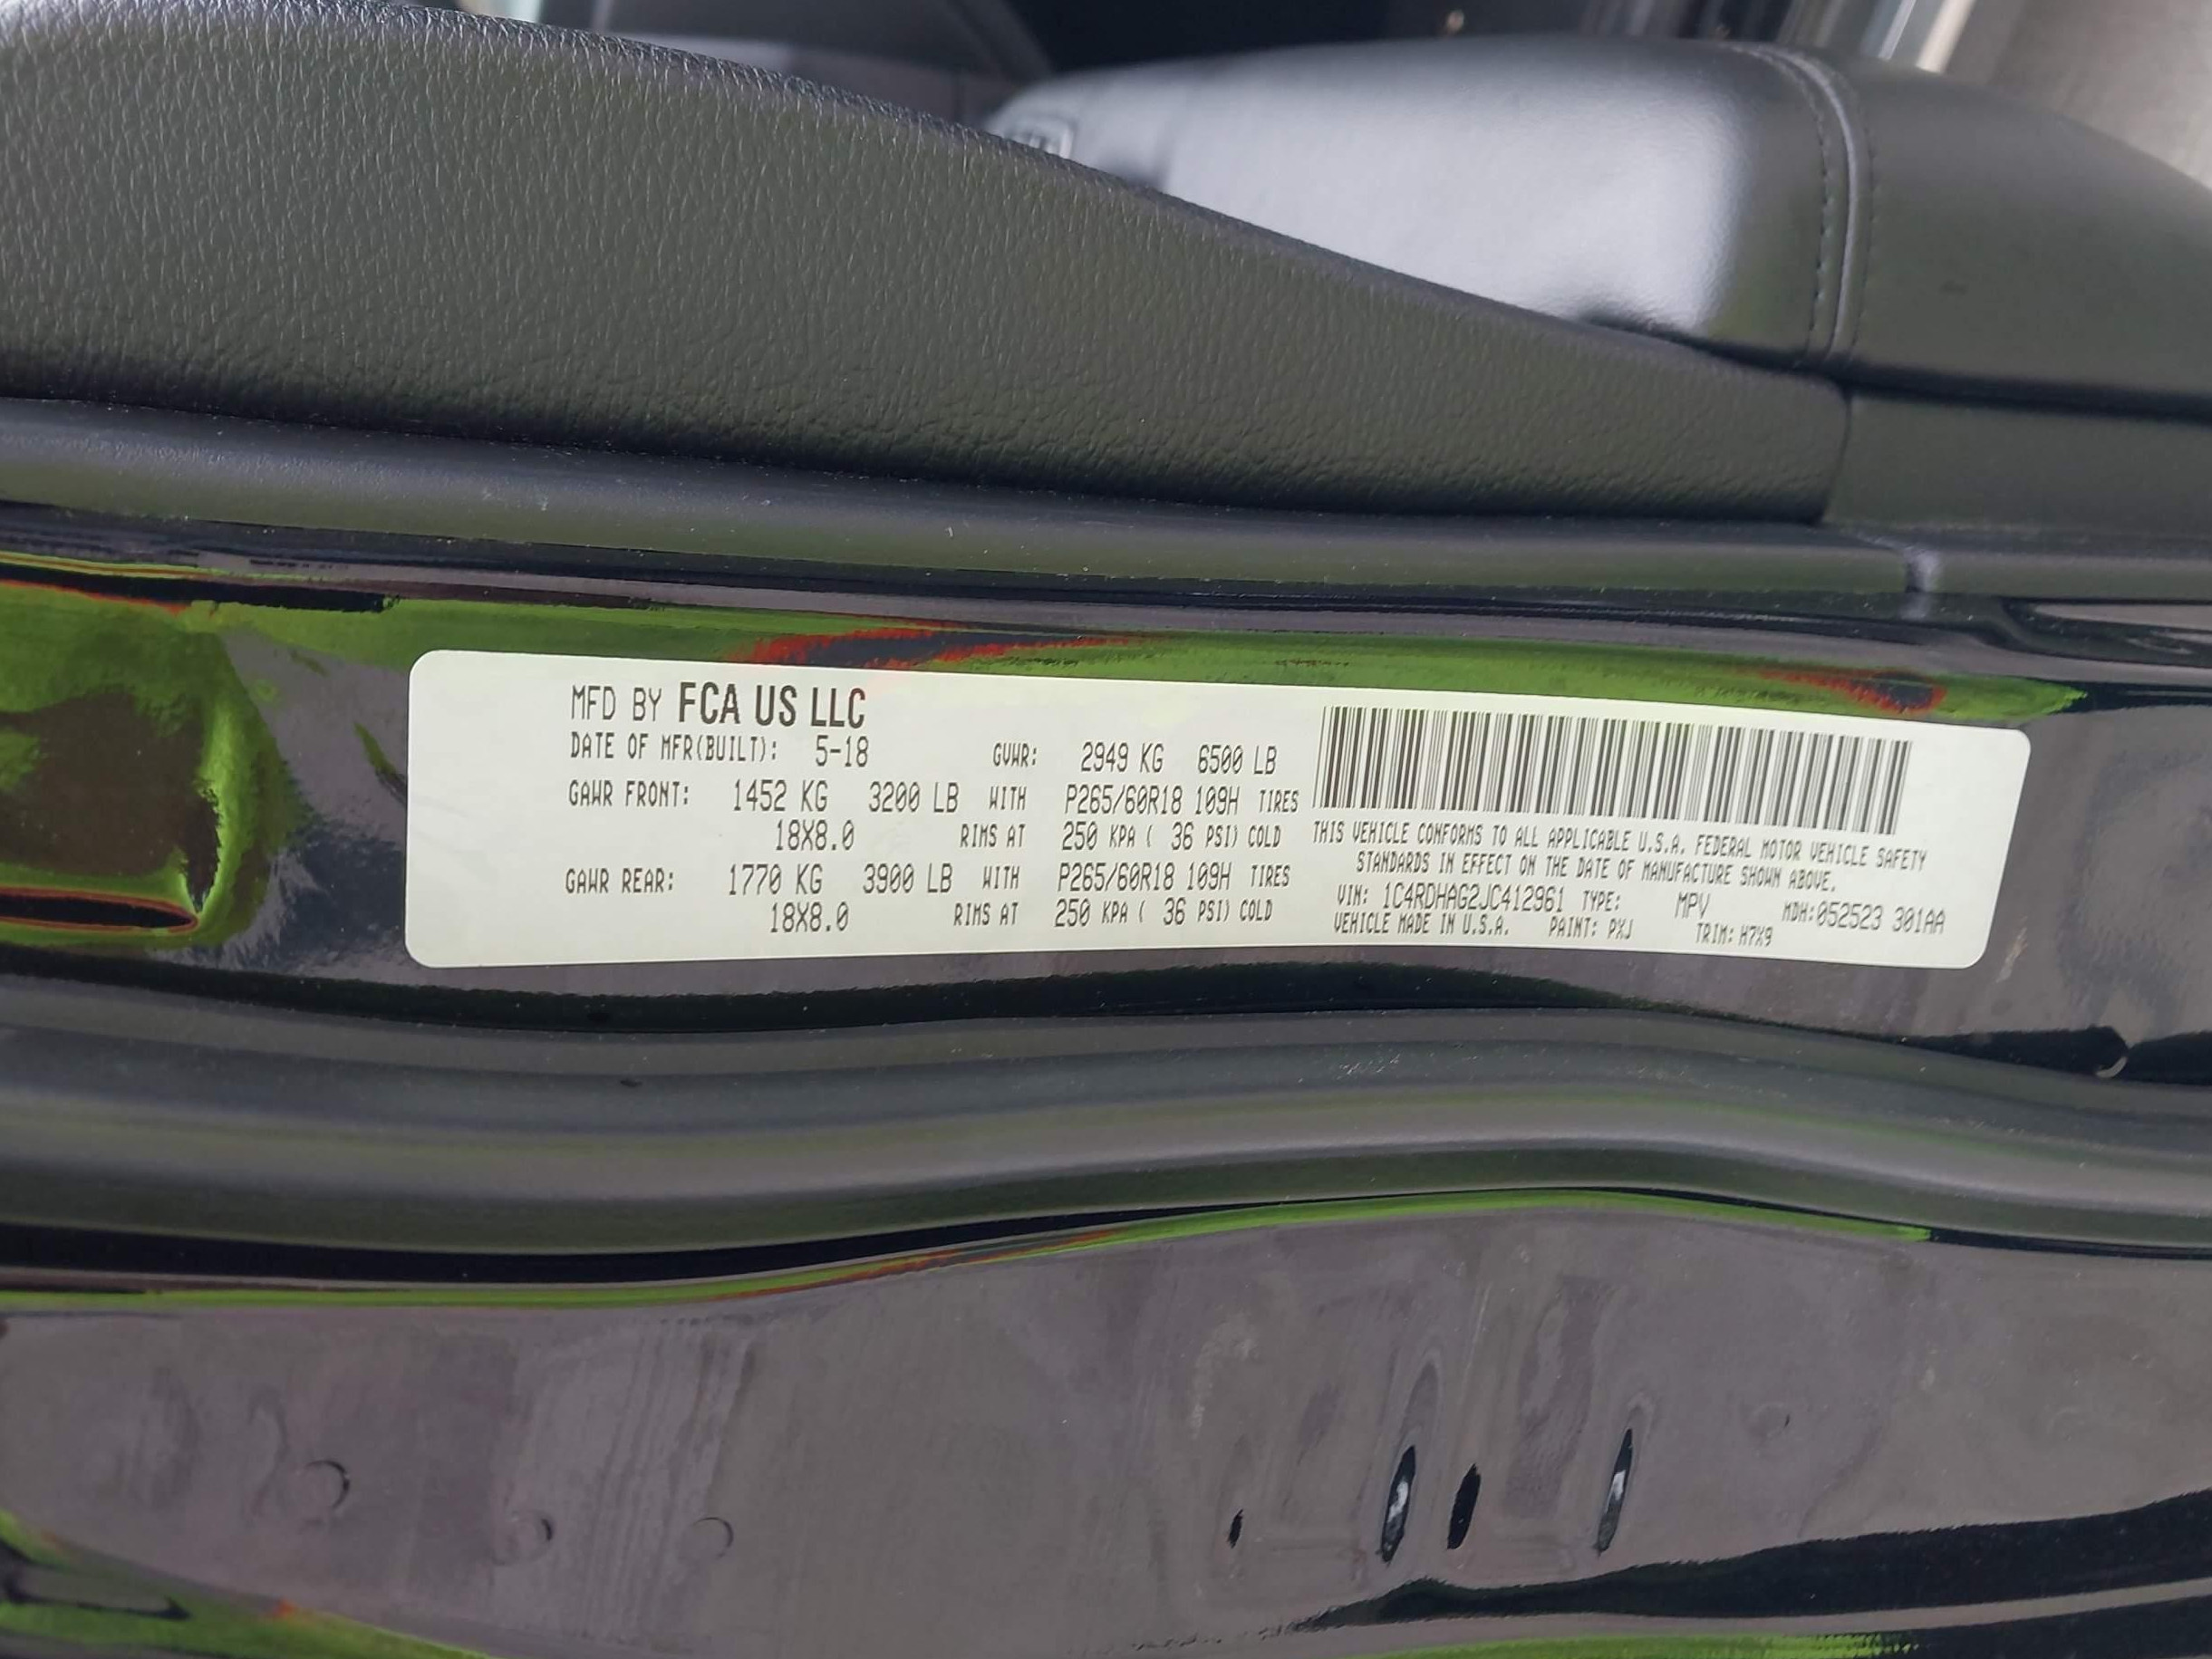 MFD BY FCA US LLC
DATE OF MFR(BUILT): 5-18 GVWR: 2949 KG 6500 LB
GAWR FRONT: 1452 KG 3200 LB WITH P265/60R18 109H TIRES
18X8.0 RIMS AT 250 KPA ( 36 PSI) COLD
GAWR REAR: 1770 KG 3900 LB WITH P265/60R18 109H TIRES
18X8.0 RIMS AT 250 KPA ( 36 PSI) COLD
THIS VEHICLE CONFORMS TO ALL APPLICABLE U.S.A. FEDERAL MOTOR VEHICLE SAFETY
STANDARDS IN EFFECT ON THE DATE OF MANUFACTURE SHOWN ABOVE.
VIN: 1C4RDHAG2JC412961 TYPE: MPV MDH:052523 301AA
VEHICLE MADE IN U.S.A. PAINT: PXJ TRIM: H7X9